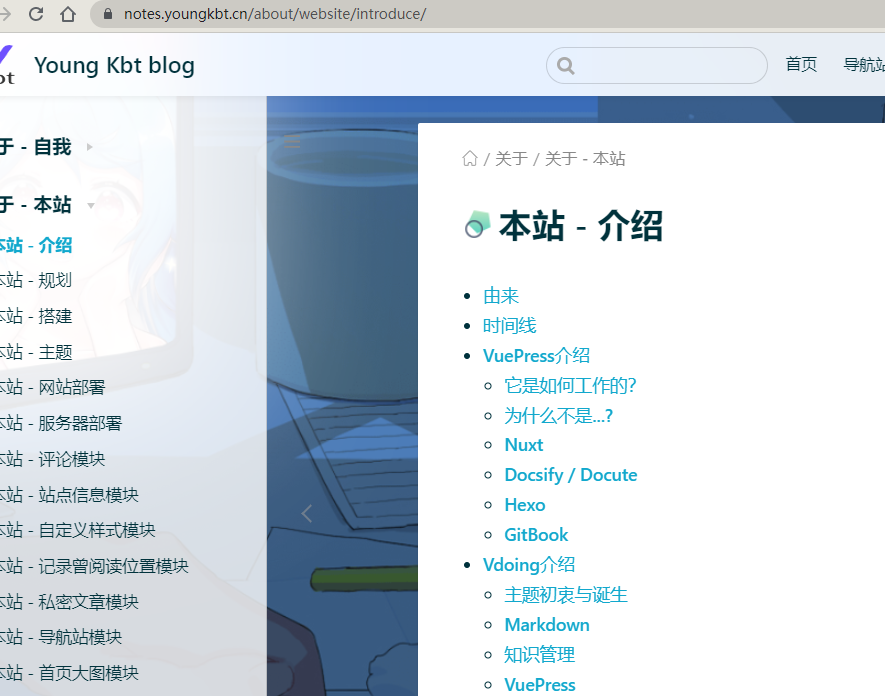 notes.youngkbt.cn/about/website/introduce/
Young Kbt blog
首页
导航站
于 - 自我
于 - 本站
本站 - 介绍
本站 - 规划
本站 - 搭建
本站 - 主题
本站 - 网站部署
本站 - 服务器部署
本站 - 评论模块
本站 - 站点信息模块
本站 - 自定义样式模块
本站 - 记录曾阅读位置模块
本站 - 私密文章模块
本站 - 导航站模块
本站 - 首页大图模块
/ 关于 / 关于 - 本站
本站 - 介绍
由来
时间线
VuePress介绍
它是如何工作的?
为什么不是...?
Nuxt
Docsify / Docute
Hexo
GitBook
Vdoing介绍
主题初衷与诞生
Markdown
知识管理
VuePress